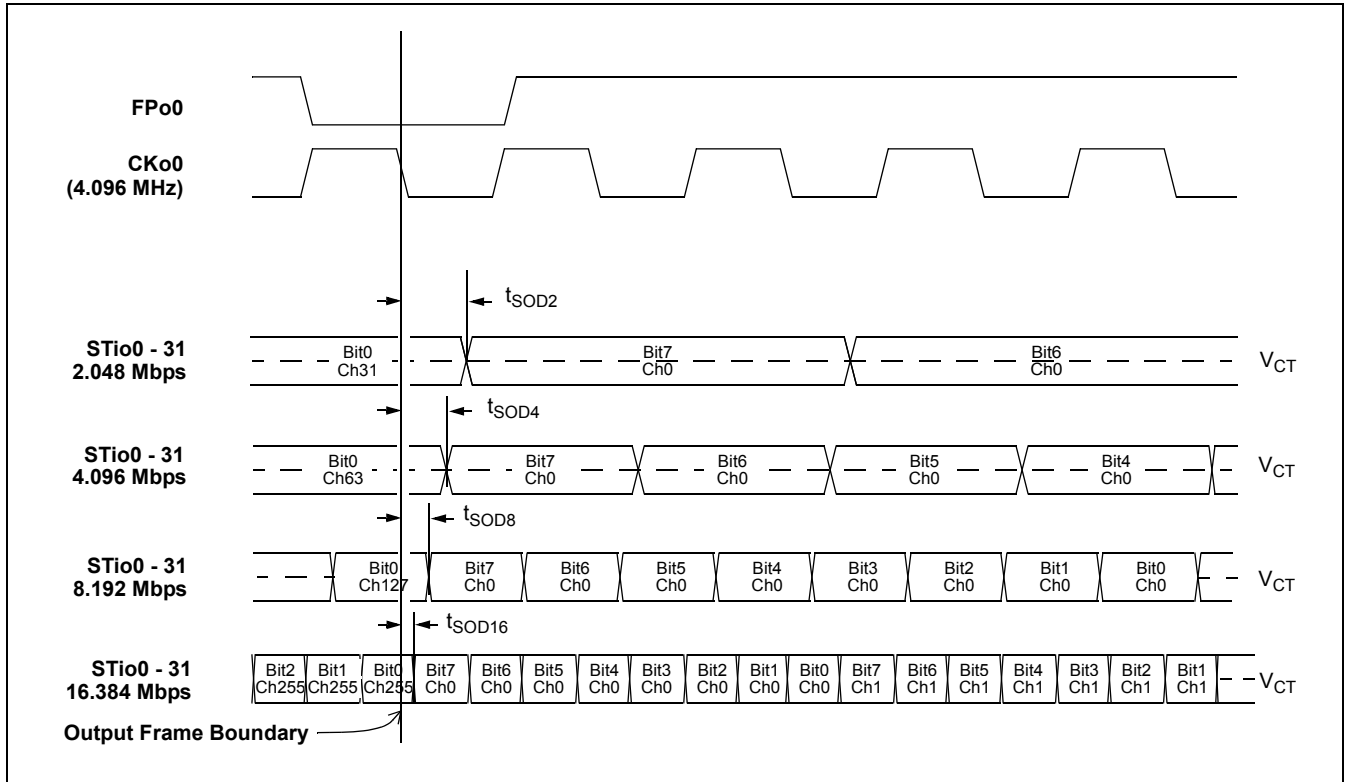 FPo0
CKo0
(4.096 MHz)
tSOD2
STio0 - 31
2.048 Mbps
Bit0
Ch31
Bit7
Ch0
Bit6
Ch0
VCT
tSOD4
STio0 - 31
4.096 Mbps
Bit0
Ch63
Bit7
Ch0
Bit6
Ch0
Bit5
Ch0
Bit4
Ch0
VCT
tSOD8
STio0 - 31
8.192 Mbps
Bit0
Ch127
Bit7
Ch0
Bit6
Ch0
Bit5
Ch0
Bit4
Ch0
Bit3
Ch0
Bit2
Ch0
Bit1
Ch0
Bit0
Ch0
VCT
tSOD16
STio0 - 31
16.384 Mbps
Bit2
Ch255
Bit1
Ch255
Bit0
Ch255
Bit7
Ch0
Bit6
Ch0
Bit5
Ch0
Bit4
Ch0
Bit3
Ch0
Bit2
Ch0
Bit1
Ch0
Bit0
Ch0
Bit7
Ch1
Bit6
Ch1
Bit5
Ch1
Bit4
Ch1
Bit3
Ch1
Bit2
Ch1
Bit1
Ch1
VCT
Output Frame Boundary